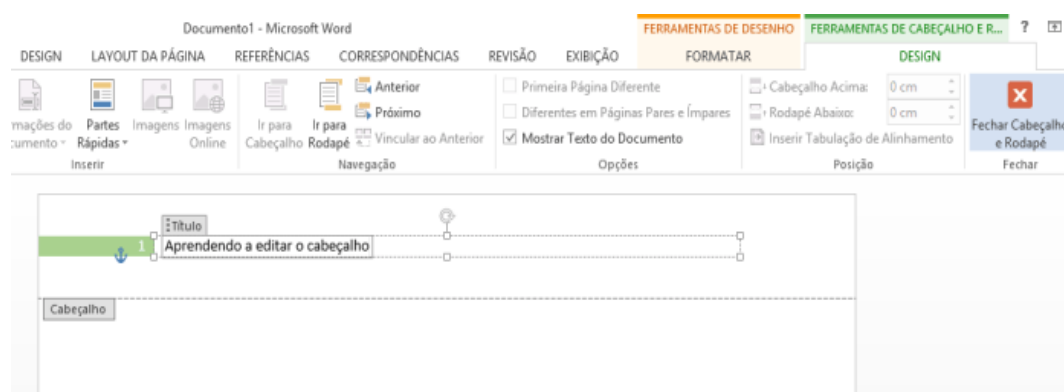 Documento1 - Microsoft Word
FERRAMENTAS DE DESENHO
FERRAMENTAS DE CABEÇALHO E R...
?
DESIGN
LAYOUT DA PÁGINA
REFERÊNCIAS
CORRESPONDÊNCIAS
REVISÃO
EXIBIÇÃO
FORMATAR
DESIGN
mações do
cumento
Partes
Rápidas
Imagens
Imagens
Online
Inserir
Ir para
Cabeçalho
Ir para
Rodapé
Anterior
Próximo
Vincular ao Anterior
Navegação
Primeira Página Diferente
Diferentes em Páginas Pares e Ímpares
Mostrar Texto do Documento
Opções
Cabeçalho Acima: 0 cm
Rodapé Abaixo: 0 cm
Inserir Tabulação de Alinhamento
Posição
Fechar Cabeçalho
e Rodapé
Fechar
Título
1 Aprendendo a editar o cabeçalho
Cabeçalho